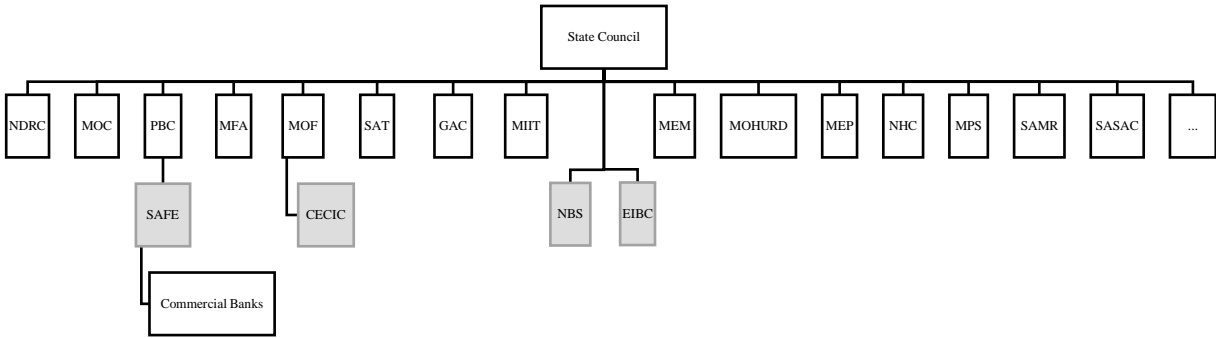 State Council
NDRC MOC PBC MFA MOF SAT GAC MIIT MEM MOHURD MEP NHC MPS SAMR SASAC ...
SAFE CECIC NBS EIBC
Commercial Banks